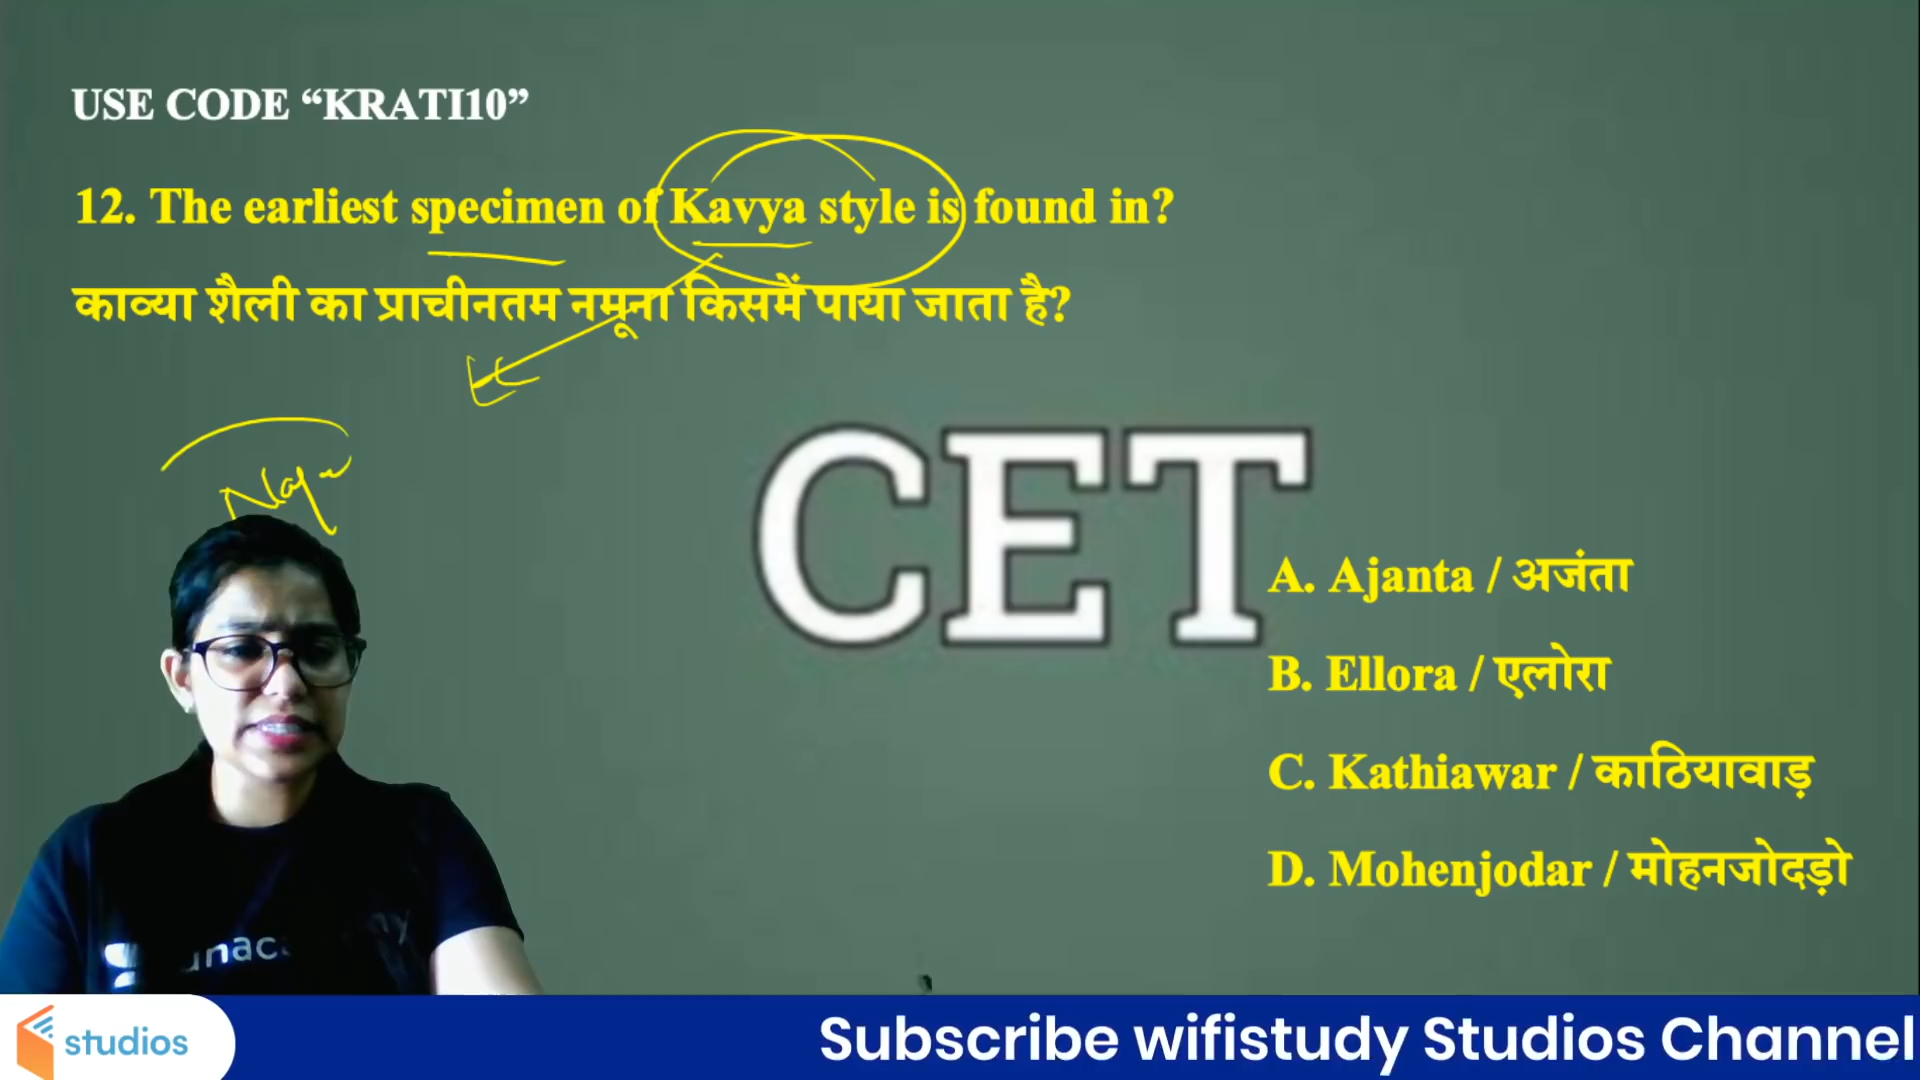 USE CODE “KRATI10”
12. The earliest specimen of Kavya style is found in?
काव्या शैली का प्राचीनतम नमूना किसमें पाया जाता है?
CET
A. Ajanta / अजंता
B. Ellora / एलोरा
C. Kathiawar / काठियावाड़
D. Mohenjodar / मोहनजोदड़ो
studios
Subscribe wifistudy Studios Channel